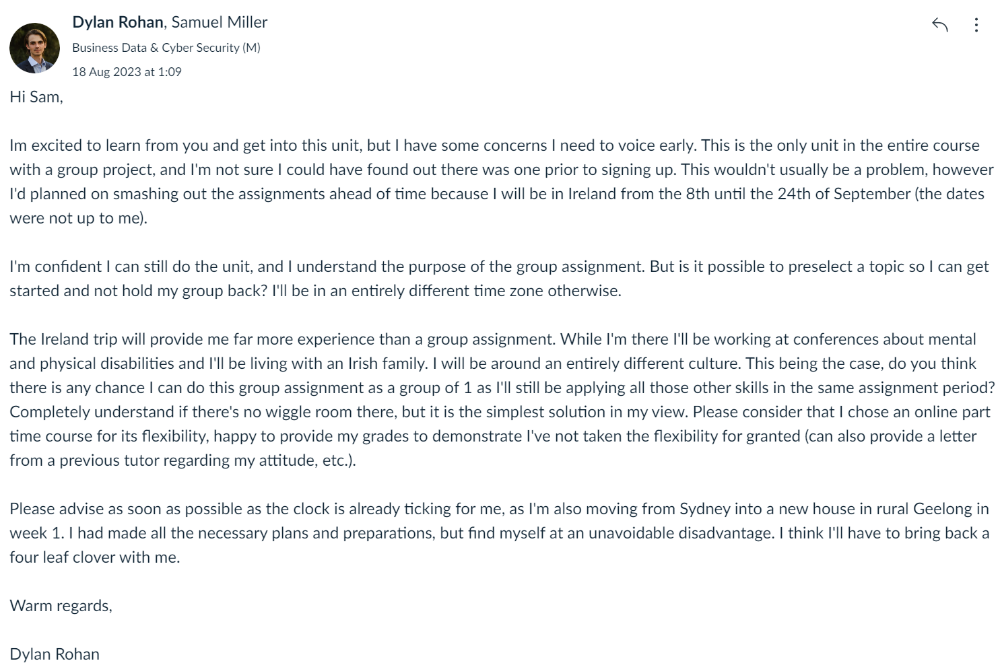 Dylan Rohan, Samuel Miller
Business Data & Cyber Security (M)
18 Aug 2023 at 1:09
Hi Sam,
Im excited to learn from you and get into this unit, but I have some concerns I need to voice early. This is the only unit in the entire course
with a group project, and I'm not sure I could have found out there was one prior to signing up. This wouldn't usually be a problem, however
I'd planned on smashing out the assignments ahead of time because I will be in Ireland from the 8th until the 24th of September (the dates
were not up to me).
I'm confident I can still do the unit, and I understand the purpose of the group assignment. But is it possible to preselect a topic so I can get
started and not hold my group back? I'll be in an entirely different time zone otherwise.
The Ireland trip will provide me far more experience than a group assignment. While I'm there I'll be working at conferences about mental
and physical disabilities and I'll be living with an Irish family. I will be around an entirely different culture. This being the case, do you think
there is any chance I can do this group assignment as a group of 1 as I'll still be applying all those other skills in the same assignment period?
Completely understand if there's no wiggle room there, but it is the simplest solution in my view. Please consider that I chose an online part
time course for its flexibility, happy to provide my grades to demonstrate I've not taken the flexibility for granted (can also provide a letter
from a previous tutor regarding my attitude, etc.).
Please advise as soon as possible as the clock is already ticking for me, as I'm also moving from Sydney into a new house in rural Geelong in
week 1. I had made all the necessary plans and preparations, but find myself at an unavoidable disadvantage. I think I'll have to bring back a
four leaf clover with me.
Warm regards,
Dylan Rohan